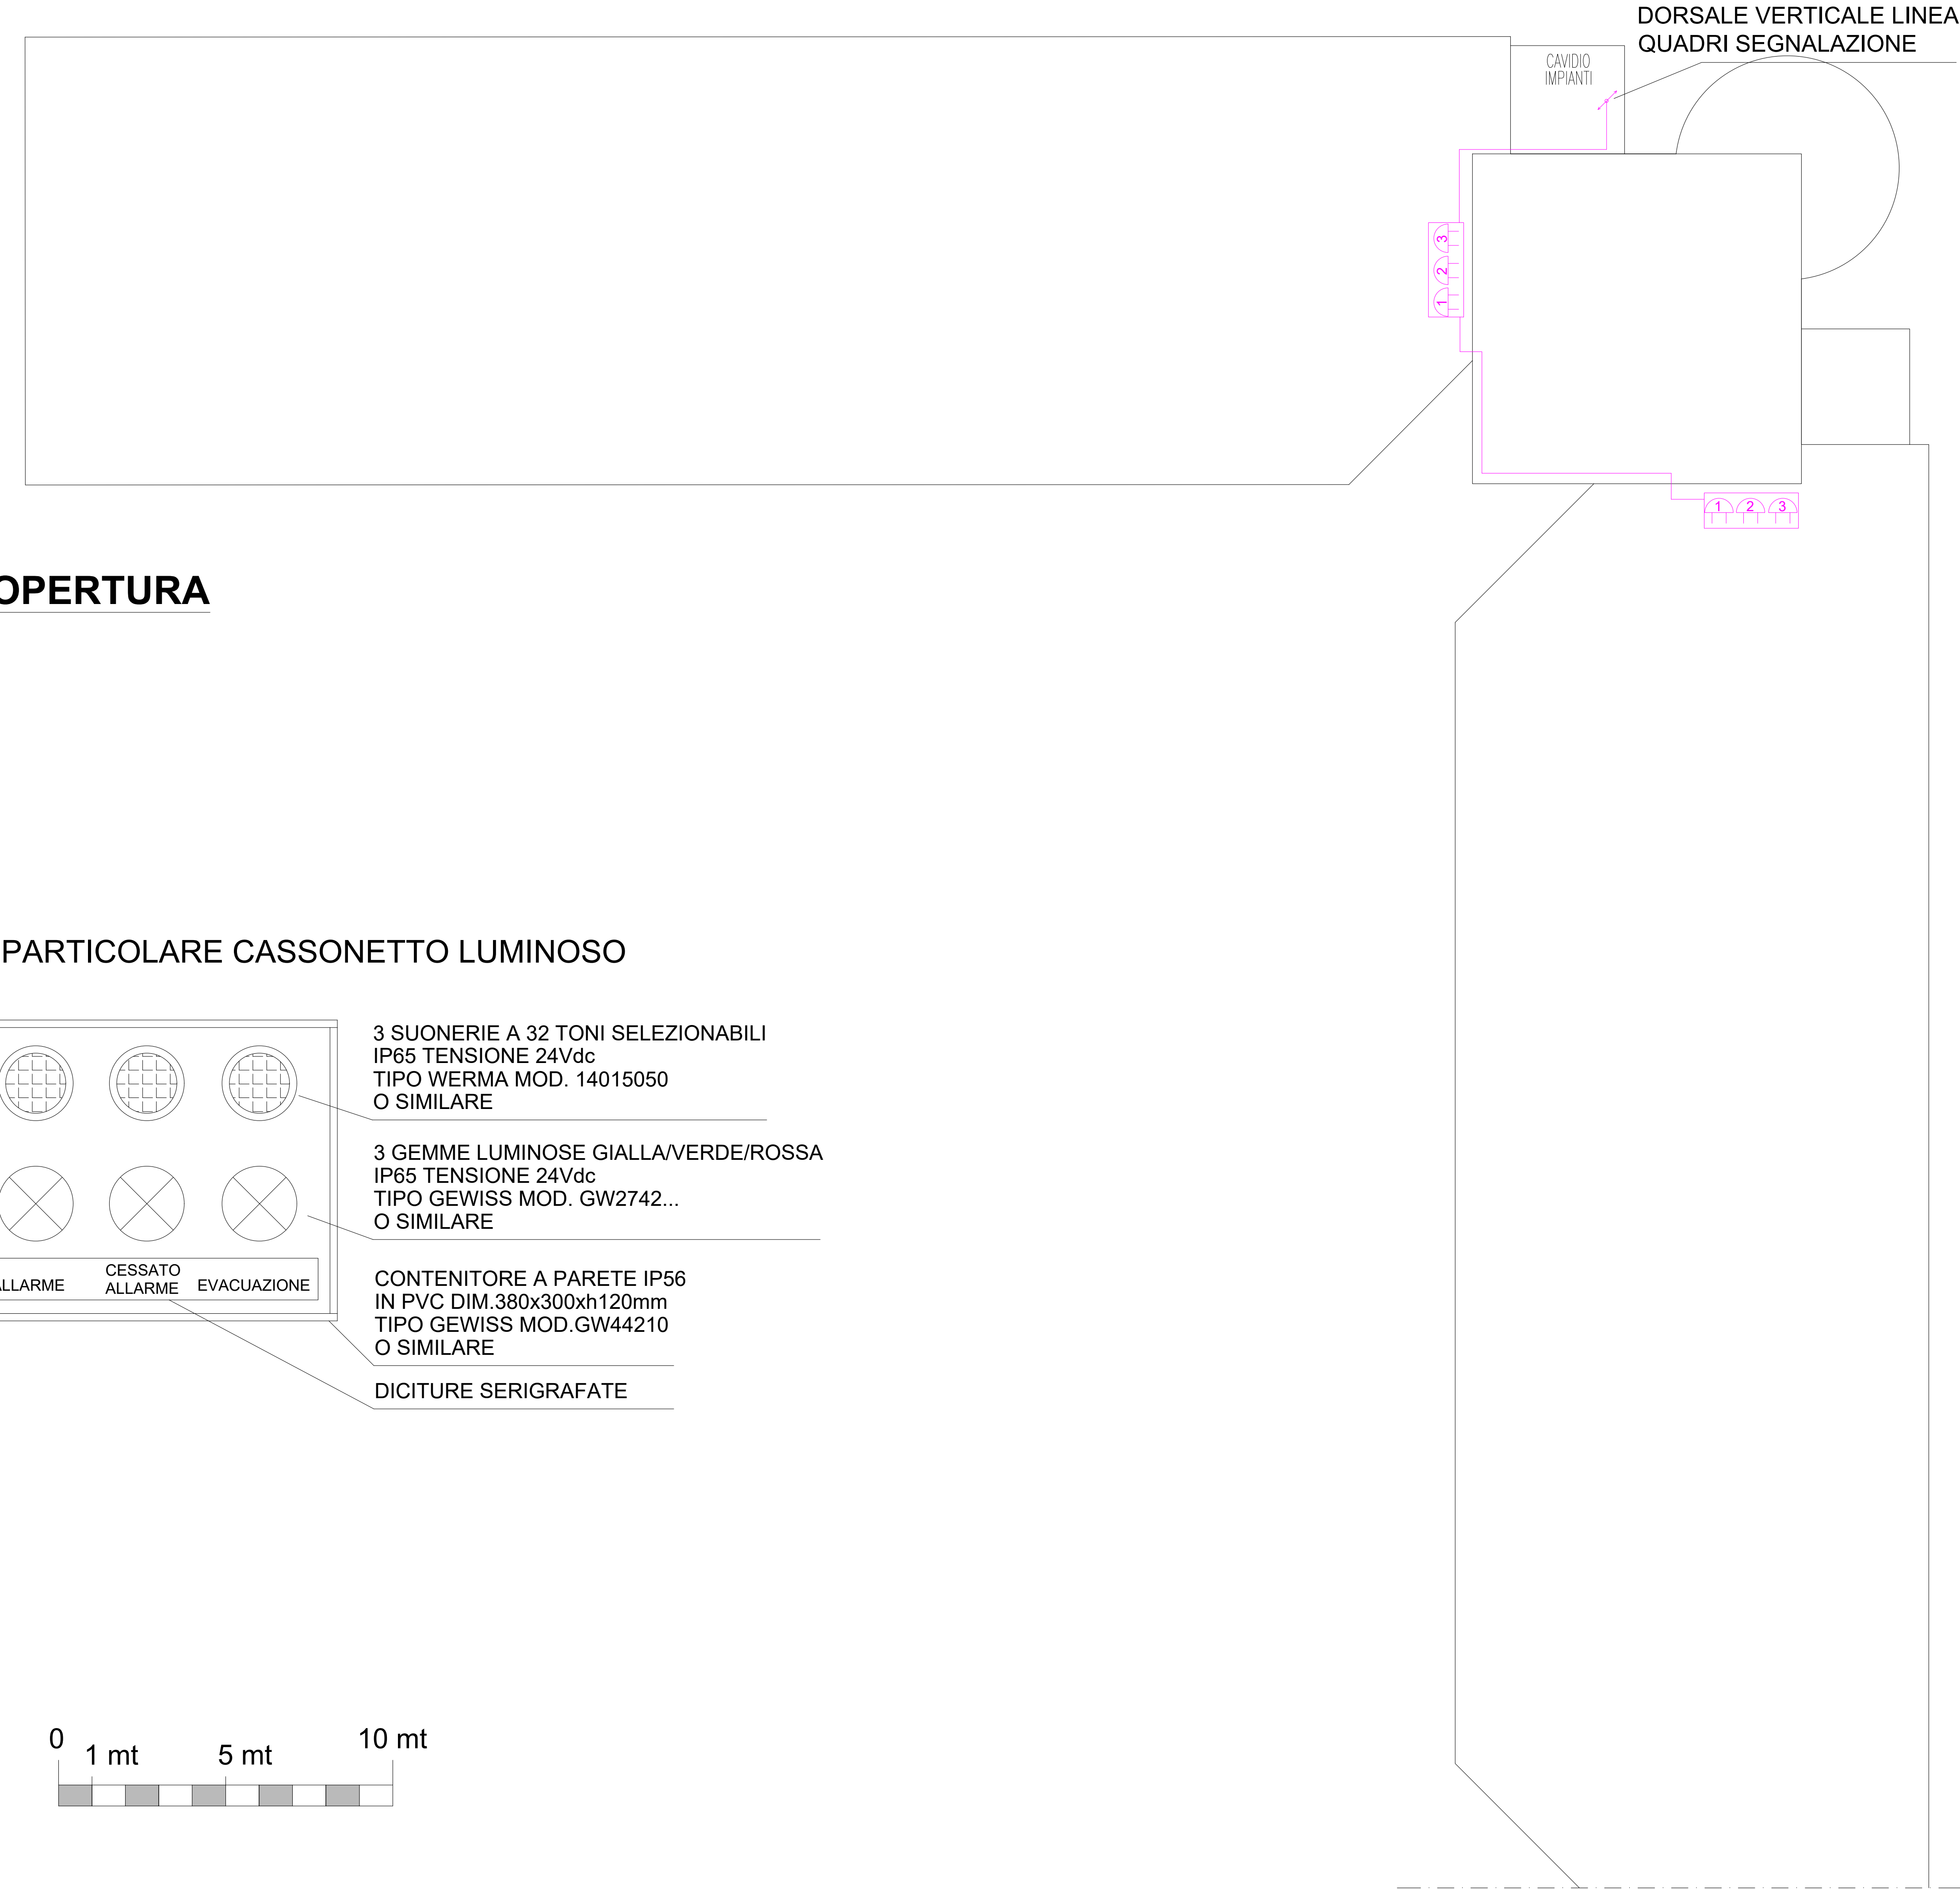 DORSALE VERTICALE LINEA
QUADRI SEGNALAZIONE
CAVIDIO
IMPIANTI
3
2
1
1 2 3
OPERTURA
PARTICOLARE CASSONETTO LUMINOSO
3 SUONERIE A 32 TONI SELEZIONABILI
IP65 TENSIONE 24Vdc
TIPO WERMA MOD. 14015050
O SIMILARE
3 GEMME LUMINOSE GIALLA/VERDE/ROSSA
IP65 TENSIONE 24Vdc
TIPO GEWISS MOD. GW2742...
O SIMILARE
LLARME
CESSATO
ALLARME
EVACUAZIONE
CONTENITORE A PARETE IP56
IN PVC DIM.380x300xh120mm
TIPO GEWISS MOD.GW44210
O SIMILARE
DICITURE SERIGRAFATE
0
1 mt
5 mt
10 mt